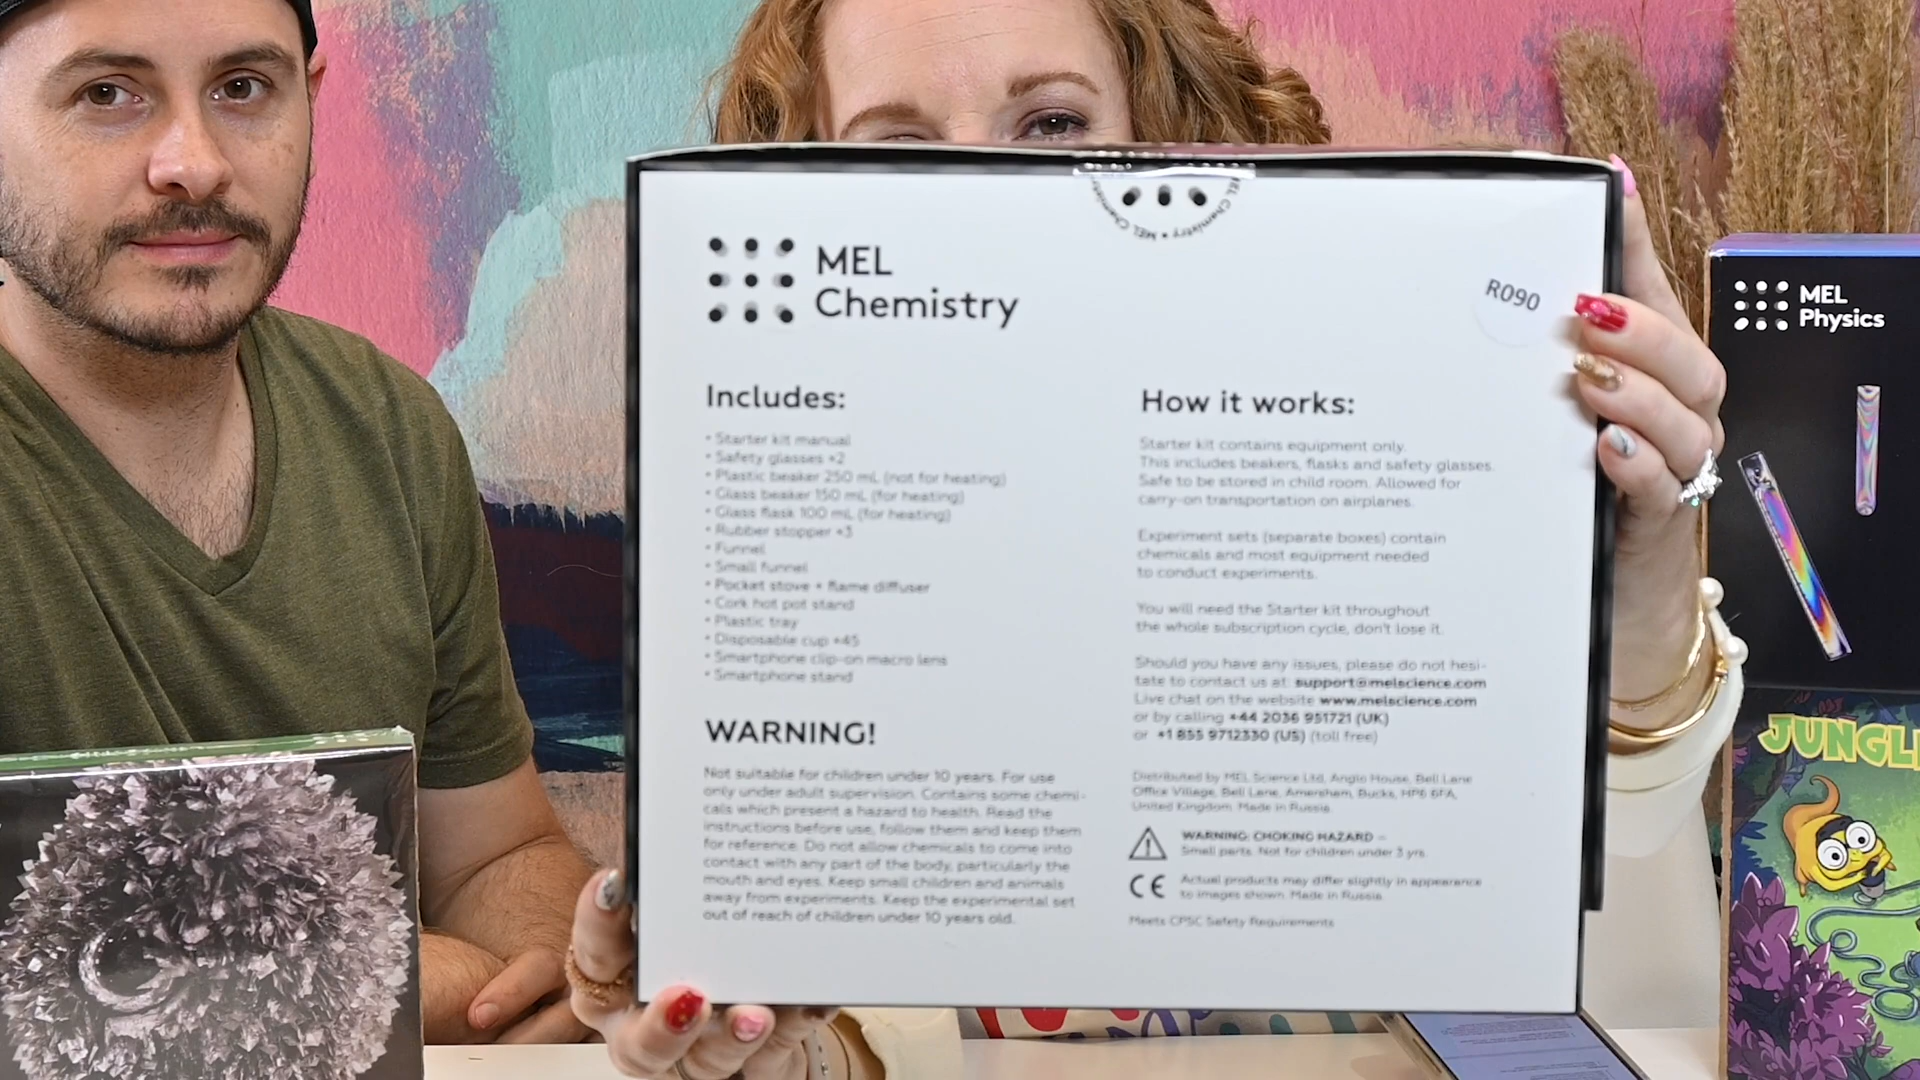 MEL Chemistry • MEL Chemistry
MEL
Chemistry
R090
Includes:
• Starter kit manual
• Safety glasses ×2
• Plastic beaker 250 mL (not for heating)
• Glass beaker 150 mL (for heating)
• Glass flask 100 mL (for heating)
• Rubber stopper ×3
• Funnel
• Small funnel
• Pocket stove + flame diffuser
• Cork hot pot stand
• Plastic tray
• Disposable cup ×45
• Smartphone clip-on macro lens
• Smartphone stand
WARNING!
Not suitable for children under 10 years. For use
only under adult supervision. Contains some chemi-
cals which present a hazard to health. Read the
instructions before use, follow them and keep them
for reference. Do not allow chemicals to come into
contact with any part of the body, particularly the
mouth and eyes. Keep small children and animals
away from experiments. Keep the experimental set
out of reach of children under 10 years old.
How it works:
Starter kit contains equipment only.
This includes beakers, flasks and safety glasses.
Safe to be stored in child room. Allowed for
carry-on transportation on airplanes.
Experiment sets (separate boxes) contain
chemicals and most equipment needed
to conduct experiments.
You will need the Starter kit throughout
the whole subscription cycle, don't lose it.
Should you have any issues, please do not hesi-
tate to contact us at: support@melscience.com
Live chat on the website www.melscience.com
or by calling +44 2036 951721 (UK)
or +1 855 9712330 (US) (toll free)
Distributed by MEL Science Ltd, Anglo House, Bell Lane
Office Village, Bell Lane, Amersham, Bucks, HP6 6FA,
United Kingdom. Made in Russia.
WARNING: CHOKING HAZARD –
Small parts. Not for children under 3 yrs.
CE
Actual products may differ slightly in appearance
to images shown. Made in Russia.
Meets CPSC Safety Requirements
MEL
Physics
JUNGL